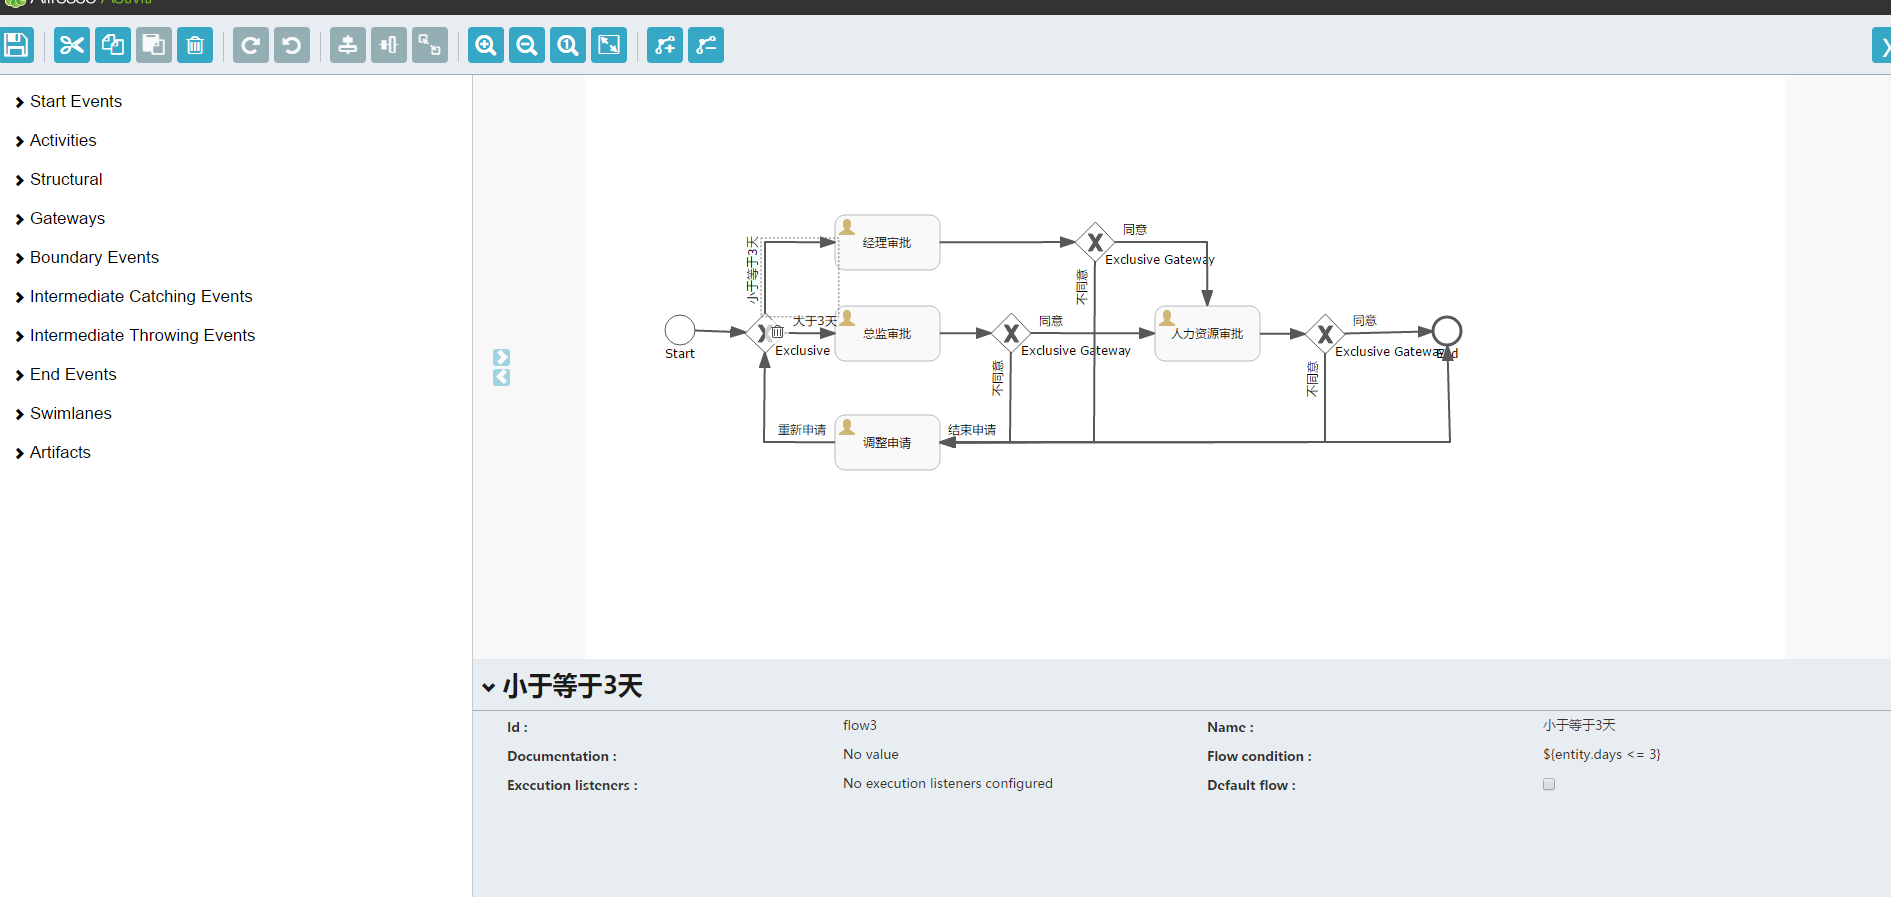 Start Events
Activities
Structural
Gateways
Boundary Events
Intermediate Catching Events
Intermediate Throwing Events
End Events
Swimlanes
Artifacts
经理审批
同意
Exclusive Gateway
小于等于3天
不同意
Start
大于3天
Exclusive
总监审批
同意
Exclusive Gateway
人力资源审批
同意
Exclusive Gateway
End
不同意
不同意
重新申请
调整申请
结束申请
小于等于3天
Id :
flow3
Name :
小于等于3天
Documentation :
No value
Flow condition :
${entity.days <= 3}
Execution listeners :
No execution listeners configured
Default flow :